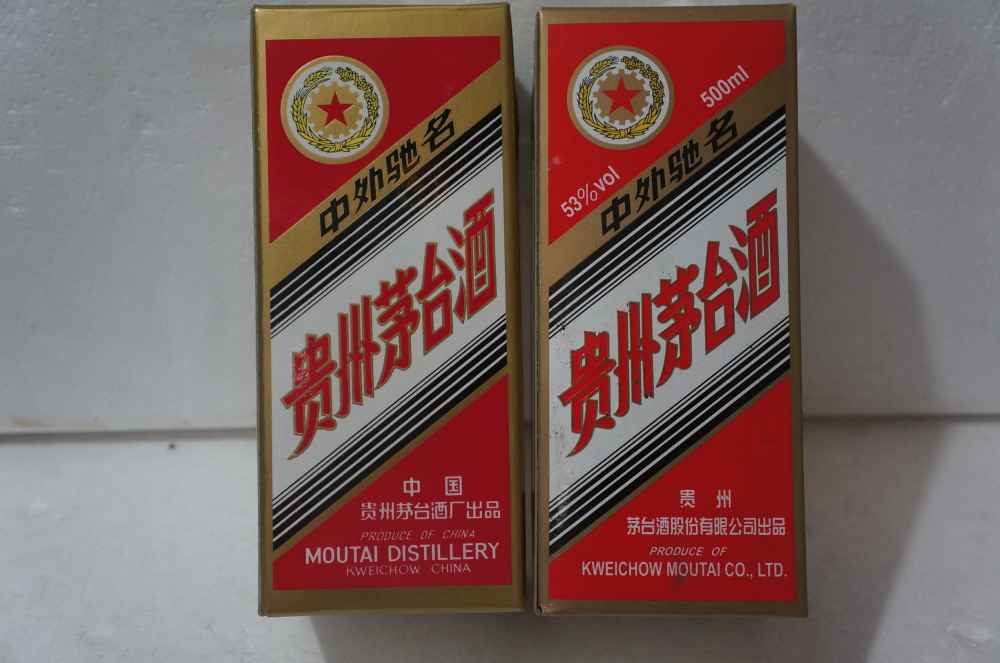 中外驰名
贵州茅台酒
中国
贵州茅台酒厂出品
PRODUCE OF CHINA
MOUTAI DISTILLERY
KWEICHOW CHINA
500ml
53%vol
中外驰名
贵州茅台酒
贵州
茅台酒股份有限公司出品
PRODUCE OF
KWEICHOW MOUTAI CO., LTD.